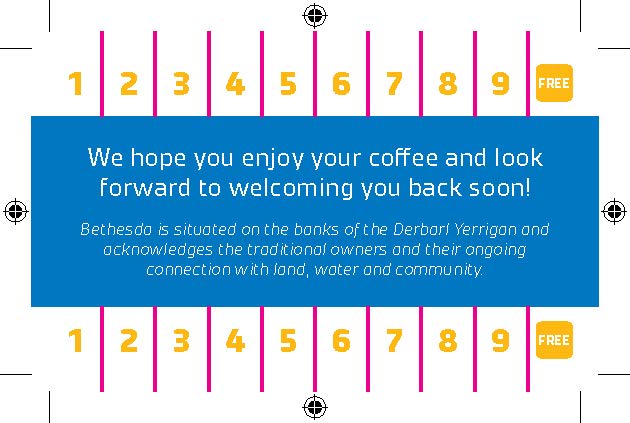 1 2 3 4 5 6 7 8 9 FREE
We hope you enjoy your coffee and look
forward to welcoming you back soon!
Bethesda is situated on the banks of the Derbarl Yerrigan and
acknowledges the traditional owners and their ongoing
connection with land, water and community.
1 2 3 4 5 6 7 8 9 FREE